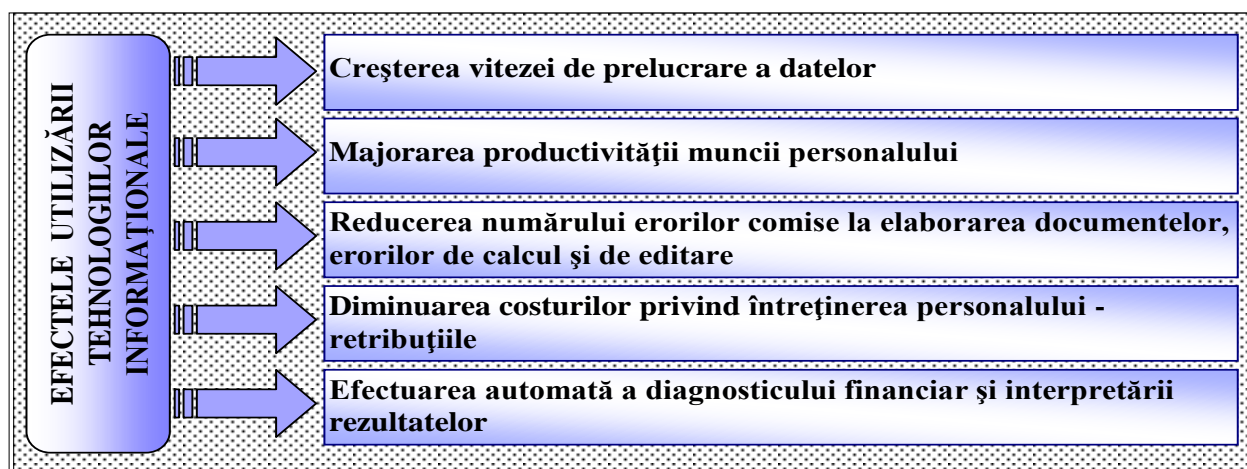 EFECTELE UTILIZĂRII
TEHNOLOGIILOR
INFORMAŢIONALE
Creşterea vitezei de prelucrare a datelor
Majorarea productivităţii muncii personalului
Reducerea numărului erorilor comise la elaborarea documentelor,
erorilor de calcul şi de editare
Diminuarea costurilor privind întreţinerea personalului -
retribuţiile
Efectuarea automată a diagnosticului financiar şi interpretării
rezultatelor